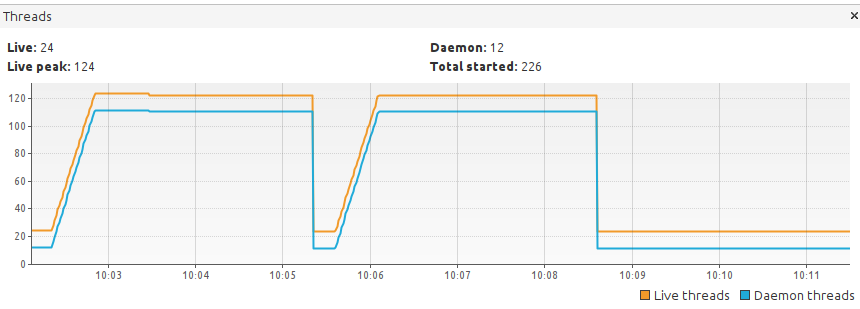 Threads
Live: 24 Daemon: 12
Live peak: 124 Total started: 226
120
100
80
60
40
20
0
10:03 10:04 10:05 10:06 10:07 10:08 10:09 10:10 10:11
Live threads Daemon threads